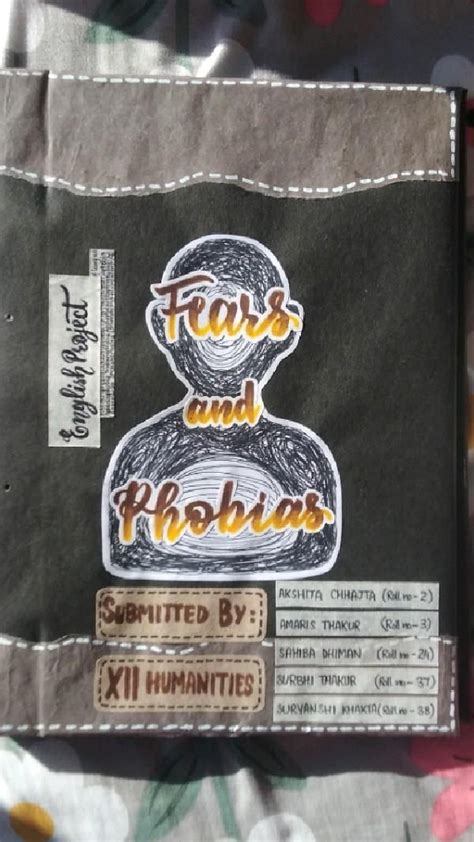 English Project
Fears
and
Phobias
SUBMITTED BY:
XII HUMANITIES
AKSHITA CHHAJTA (Roll no - 2)
AMARIS THAKUR (Roll no - 3)
SAHIBA DHIMAN (Roll no - 24)
SURBHI THAKUR (Roll no - 37)
SURYANSHI KHAXTA (Roll no - 38)